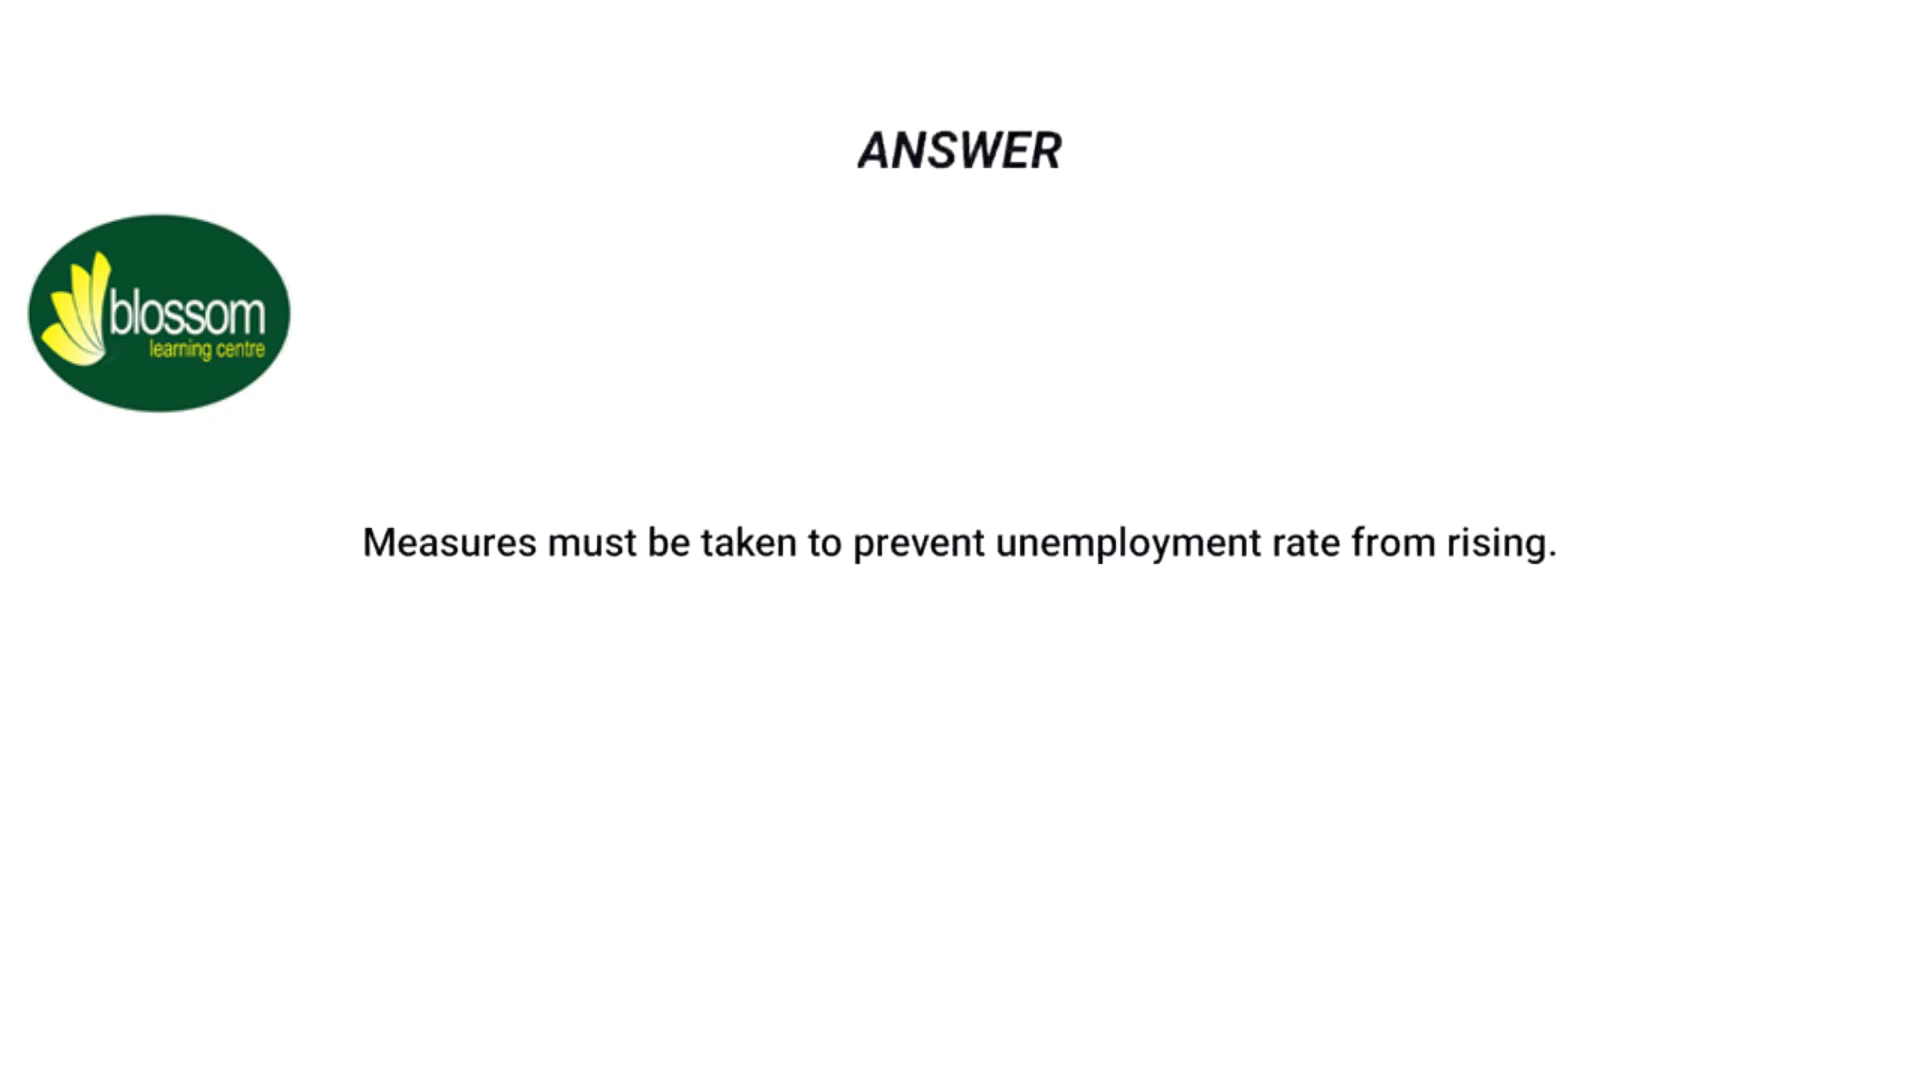 ANSWER
blossom
learning centre
Measures must be taken to prevent unemployment rate from rising.